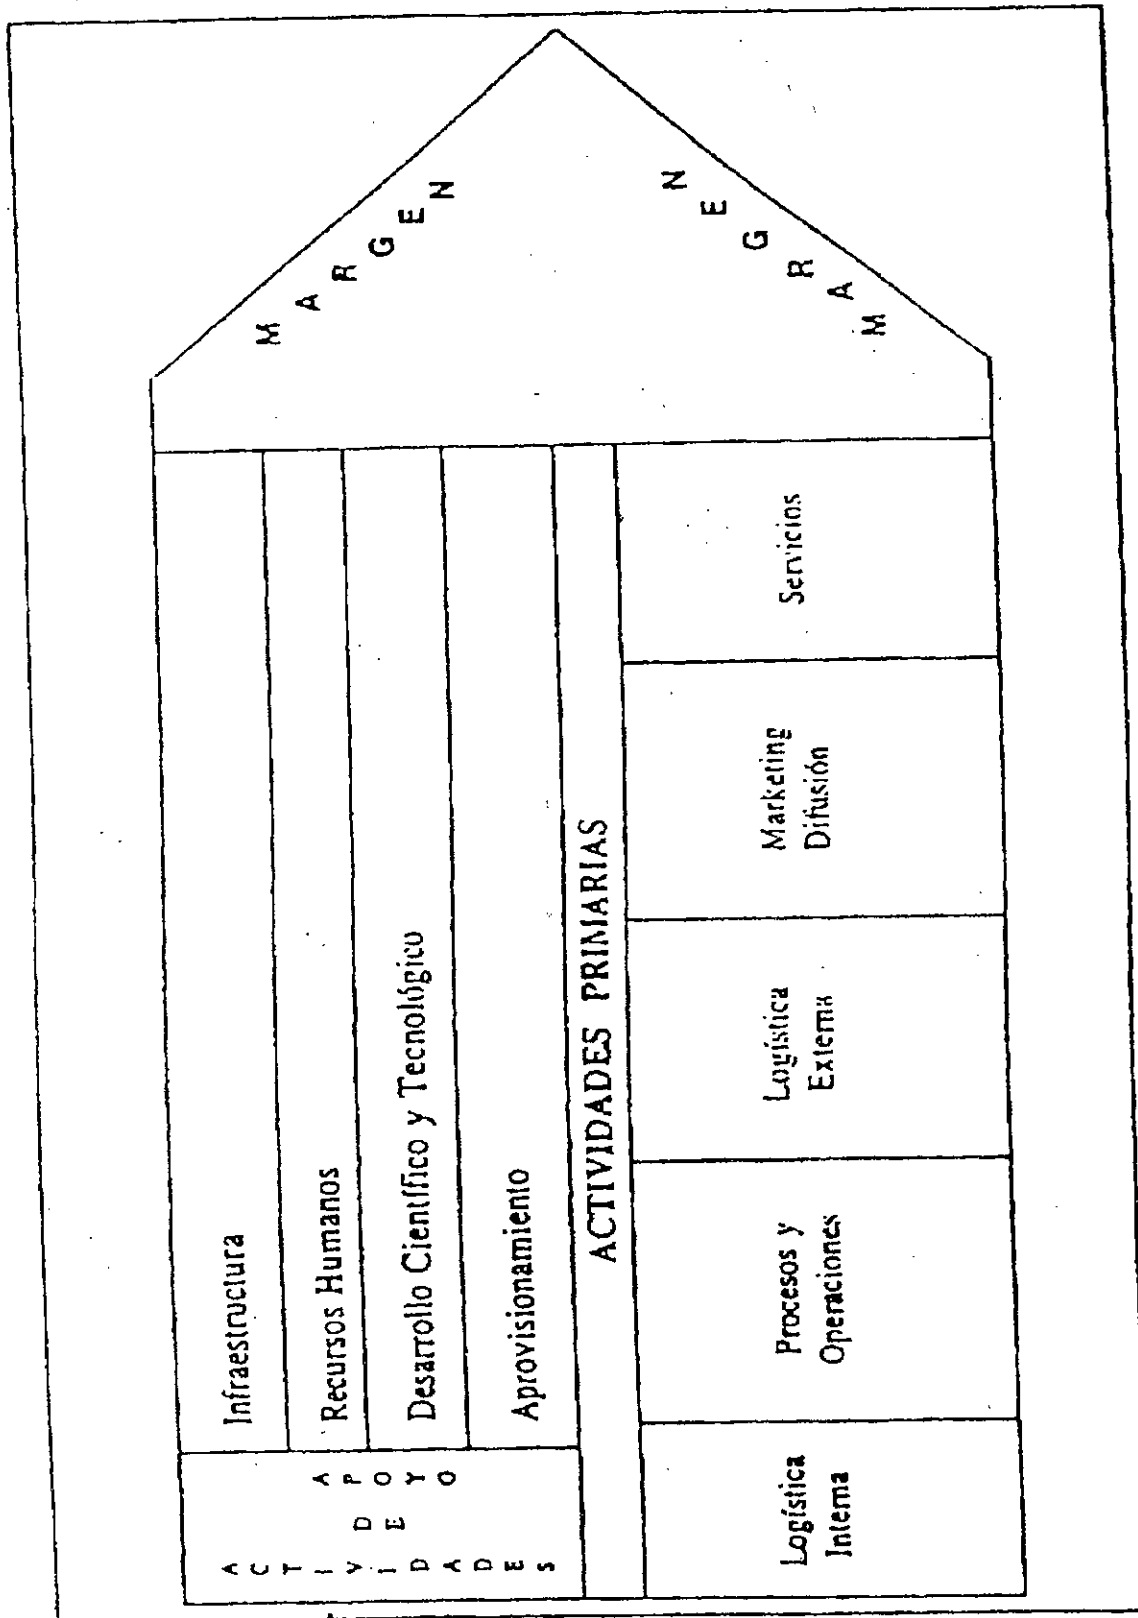 ACTIVIDADES
DE
APOYO
Infraestructura
Recursos Humanos
Desarrollo Científico y Tecnológico
Aprovisionamiento
ACTIVIDADES PRIMARIAS
Logística
Interna
Procesos y
Operaciones
Logística
Externa
Marketing
Difusión
Servicios
MARGEN
MARGEN